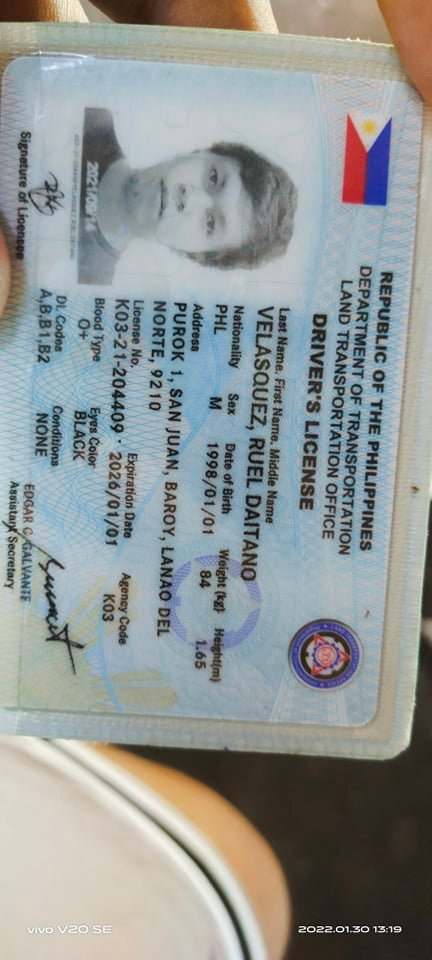 REPUBLIC OF THE PHILIPPINES
DEPARTMENT OF TRANSPORTATION
LAND TRANSPORTATION OFFICE
DRIVER'S LICENSE
Last Name. First Name. Middle Name
VELASQUEZ, RUEL DAITANO
Nationality Sex Date of Birth Weight (kg) Height(m)
PHL M 1998/01/01 84 1.65
Address
PUROK 1, SAN JUAN, BAROY, LANAO DEL
NORTE, 9210
License No. Expiration Date Agency Code
K03-21-204409 2026/01/01 K03
Blood Type Eyes Color
O+ BLACK
DL Codes Conditions
A,B,B1,B2 NONE
2021/09/14
K03-21-204409 VELASQUEZ, RUEL DAITANO
Signature of Licensee
EDGAR C. GALVANTE
Assistant Secretary
2022.01.30 13:19
vivo V20 SE